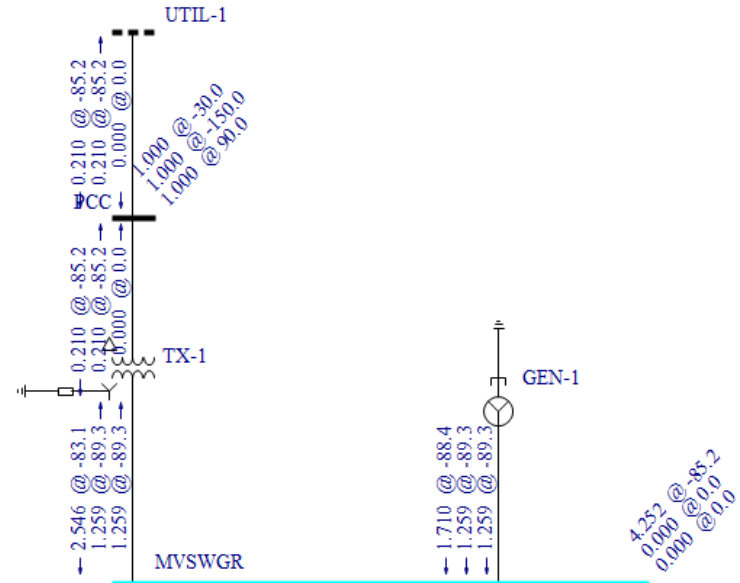 UTIL-1
0.210 @ -85.2
0.210 @ -85.2
0.000 @ 0.0
1.000 @ -30.0
1.000 @ -150.0
1.000 @ 90.0
PCC
0.210 @ -85.2
0.210 @ -85.2
0.000 @ 0.0
TX-1
GEN-1
2.546 @ -83.1
1.259 @ -89.3
1.259 @ -89.3
1.710 @ -88.4
1.259 @ -89.3
1.259 @ -89.3
4.252 @ -85.2
0.000 @ 0.0
0.000 @ 0.0
MVSWGR